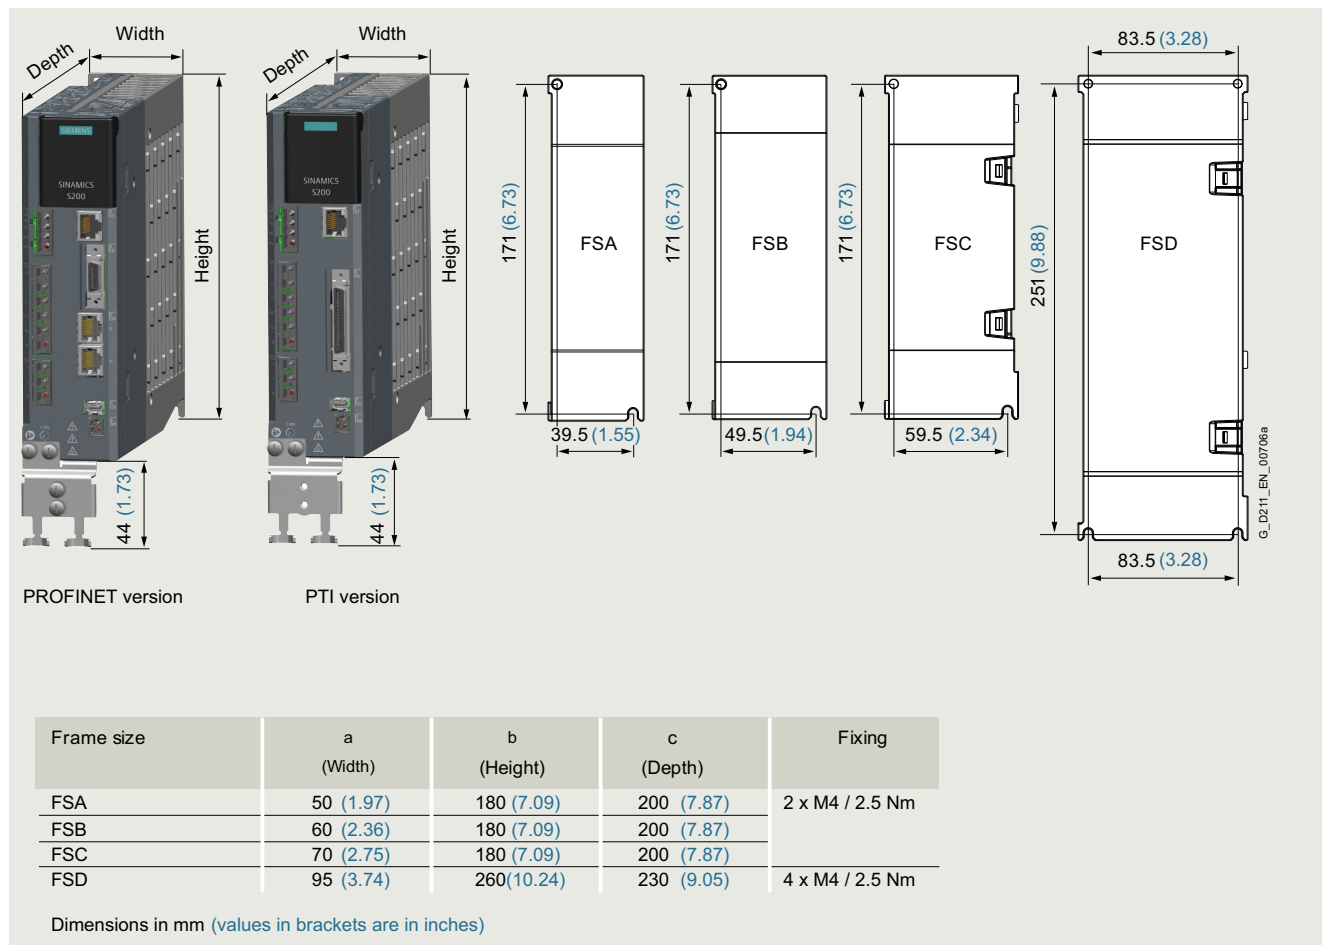 Depth
Width
Depth
Width
83.5 (3.28)
SIEMENS
SINAMICS
S200
SINAMICS
S200
Height
Height
171 (6.73)
FSA
171 (6.73)
FSB
171 (6.73)
FSC
251 (9.88)
FSD
39.5 (1.55)
49.5 (1.94)
59.5 (2.34)
83.5 (3.28)
44 (1.73)
44 (1.73)
G_D211_EN_00706a
PROFINET version
PTI version
Frame size a b c Fixing
(Width) (Height) (Depth)
FSA 50 (1.97) 180 (7.09) 200 (7.87) 2 x M4 / 2.5 Nm
FSB 60 (2.36) 180 (7.09) 200 (7.87)
FSC 70 (2.75) 180 (7.09) 200 (7.87)
FSD 95 (3.74) 260(10.24) 230 (9.05) 4 x M4 / 2.5 Nm
Dimensions in mm (values in brackets are in inches)